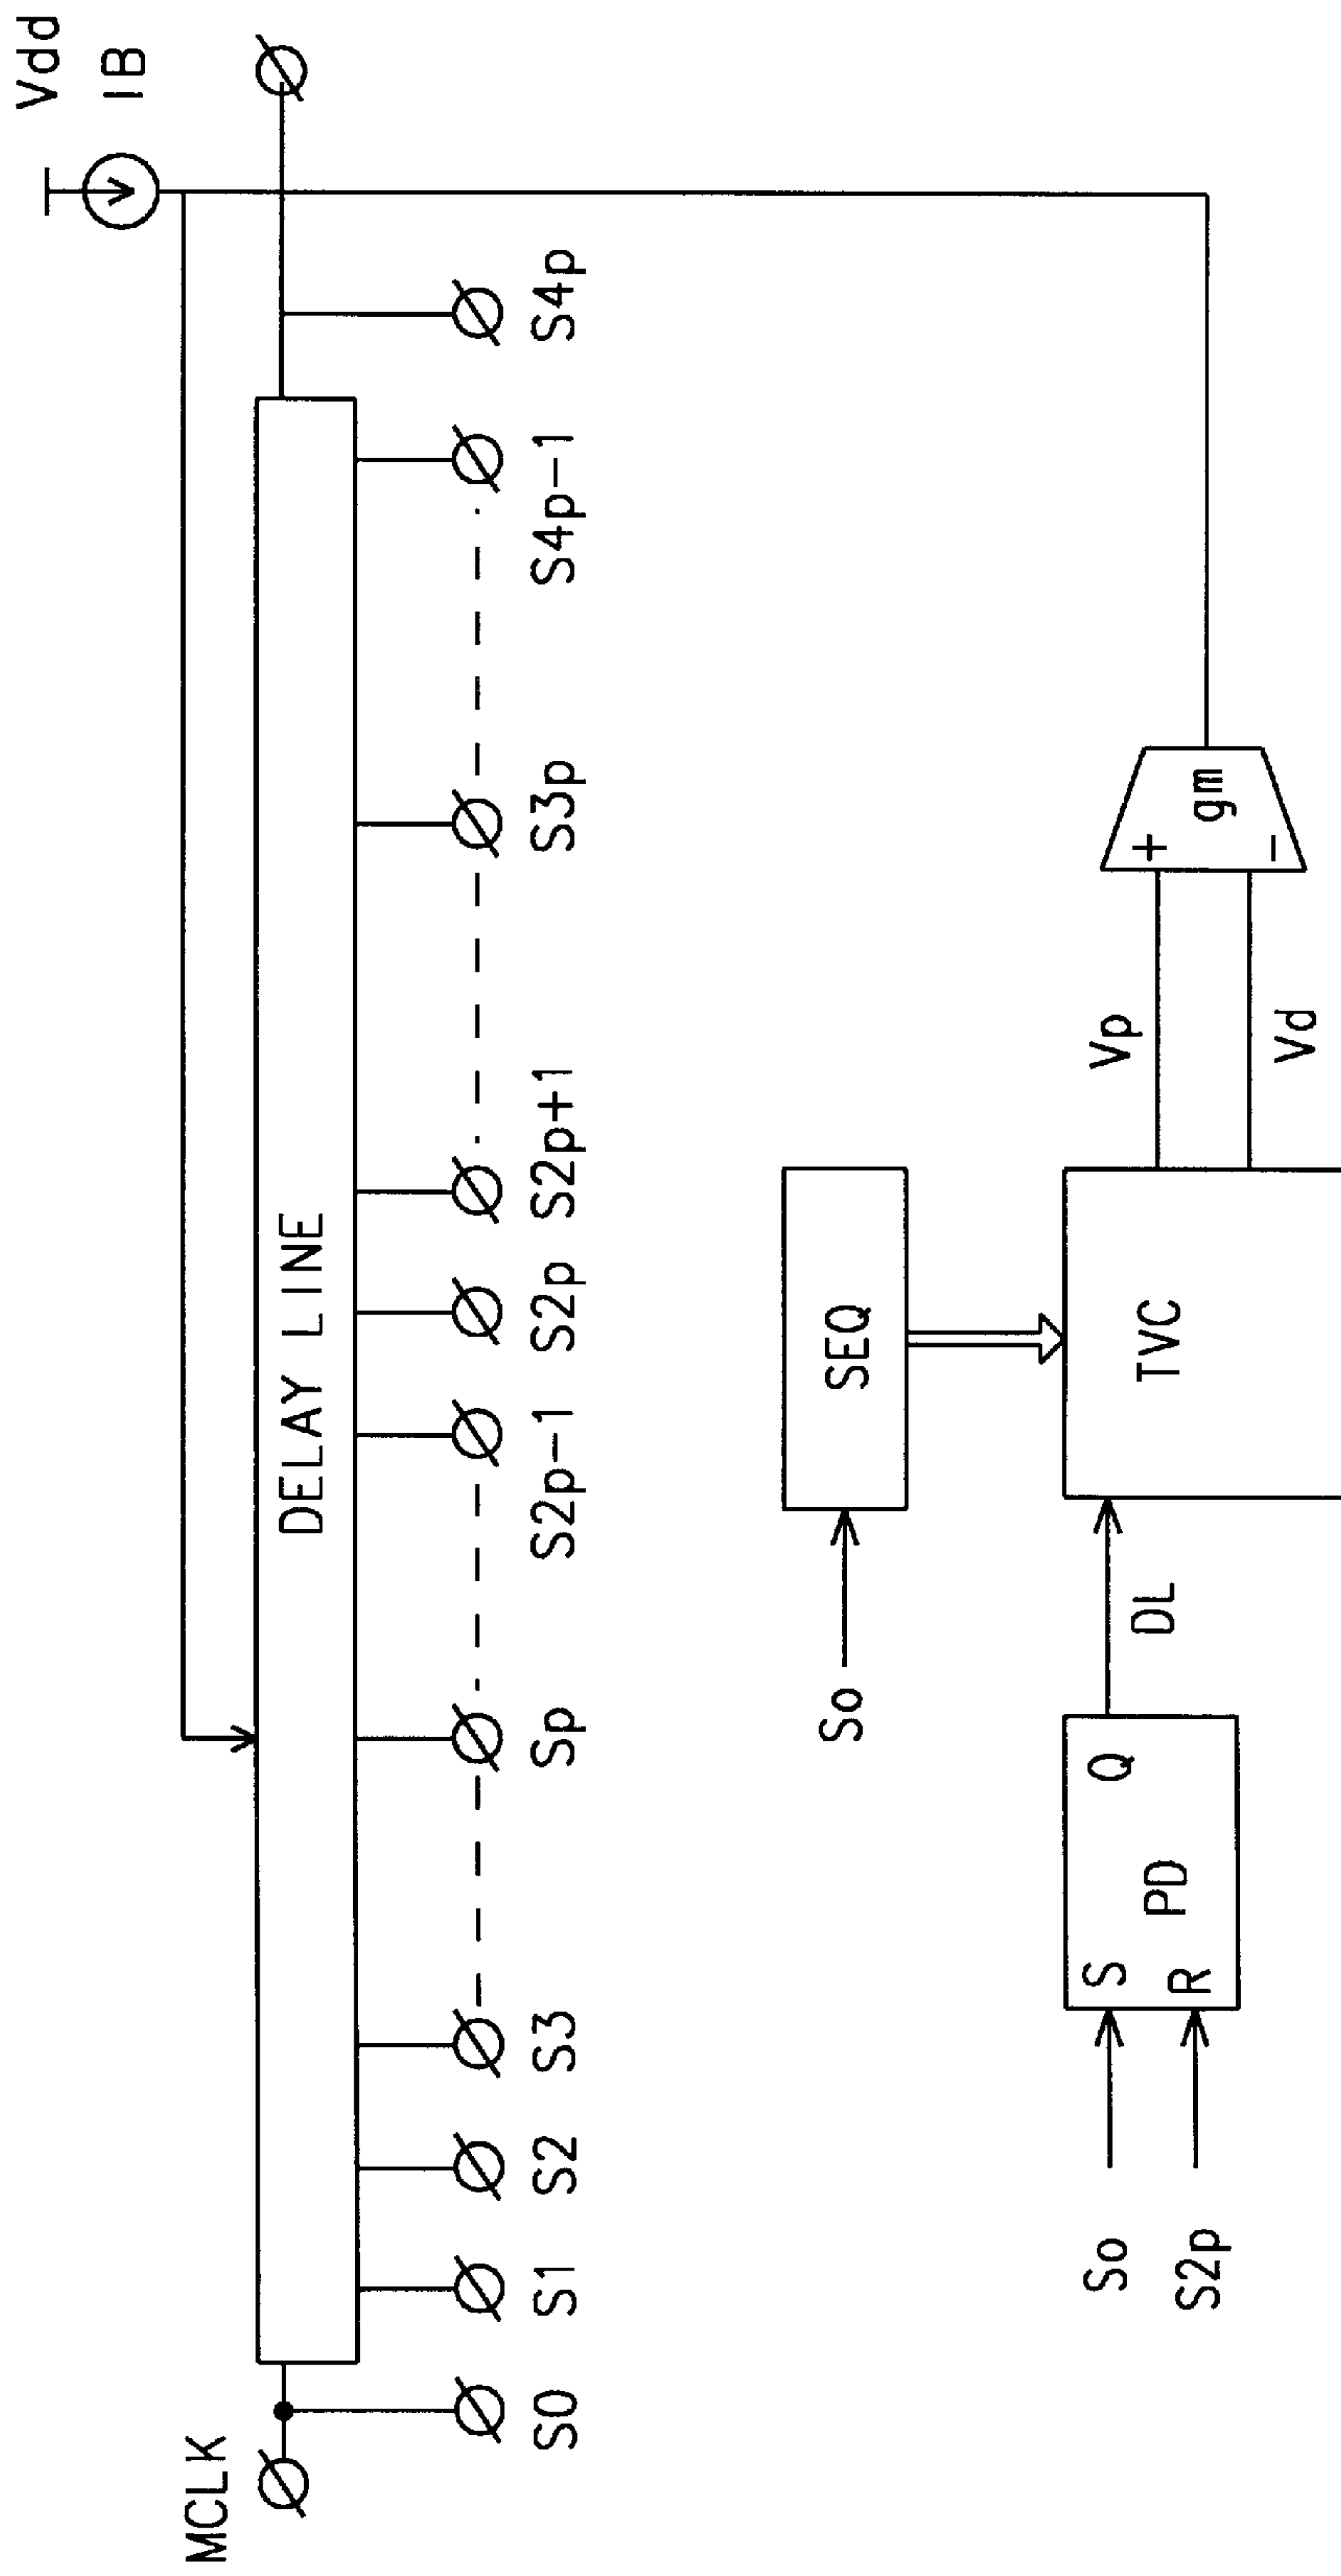 Vdd
IB
MCLK
DELAY LINE
S0
S1
S2
S3
Sp
S2p-1
S2p
S2p+1
S3p
S4p-1
S4p
So
SEQ
So
S2p
S
R
Q
PD
DL
TVC
Vp
Vd
+
-
gm